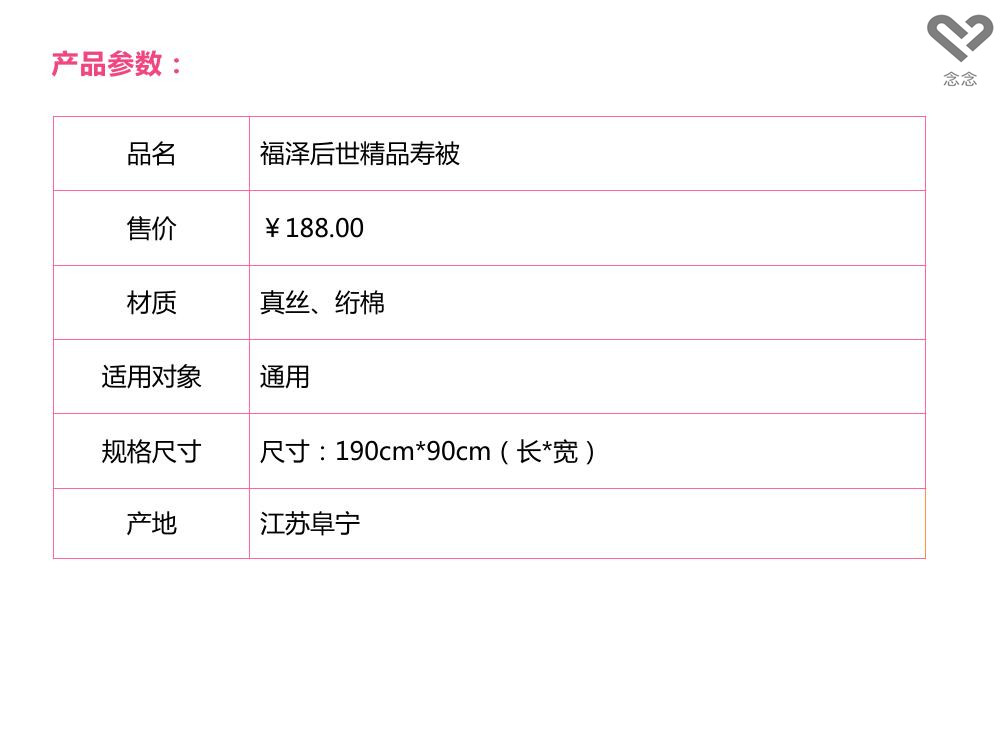 产品参数：
念念
品名 福泽后世精品寿被
售价 ￥188.00
材质 真丝、绗棉
适用对象 通用
规格尺寸 尺寸：190cm*90cm（长*宽）
产地 江苏阜宁